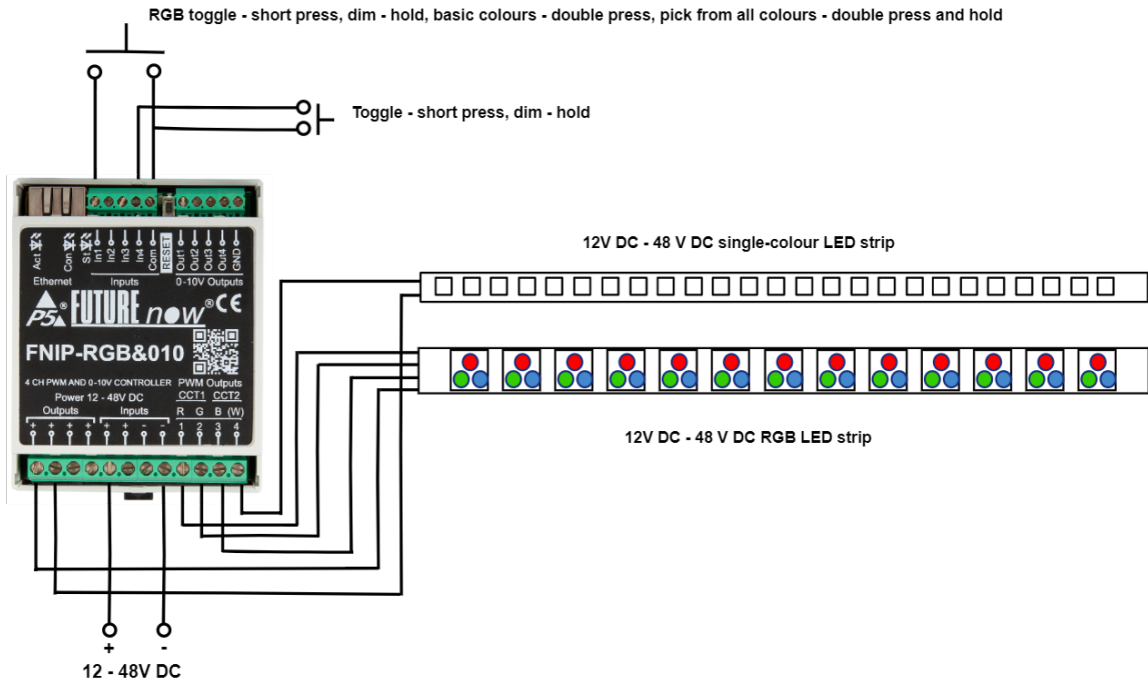 RGB toggle - short press, dim - hold, basic colours - double press, pick from all colours - double press and hold
Toggle - short press, dim - hold
Act
Con
St
In1
In2
In3
In4
Com
RESET
Out1
Out2
Out3
Out4
GND
Ethernet
Inputs
0-10V Outputs
P5 ® FUTURE now ® CE
FNIP-RGB&010
4 CH PWM AND 0-10V CONTROLLER
PWM Outputs
Power 12 - 48V DC
CCT1 CCT2
Outputs
Inputs
R G B (W)
+ + + + + + - - 1 2 3 4
12V DC - 48 V DC single-colour LED strip
12V DC - 48 V DC RGB LED strip
+ -
12 - 48V DC